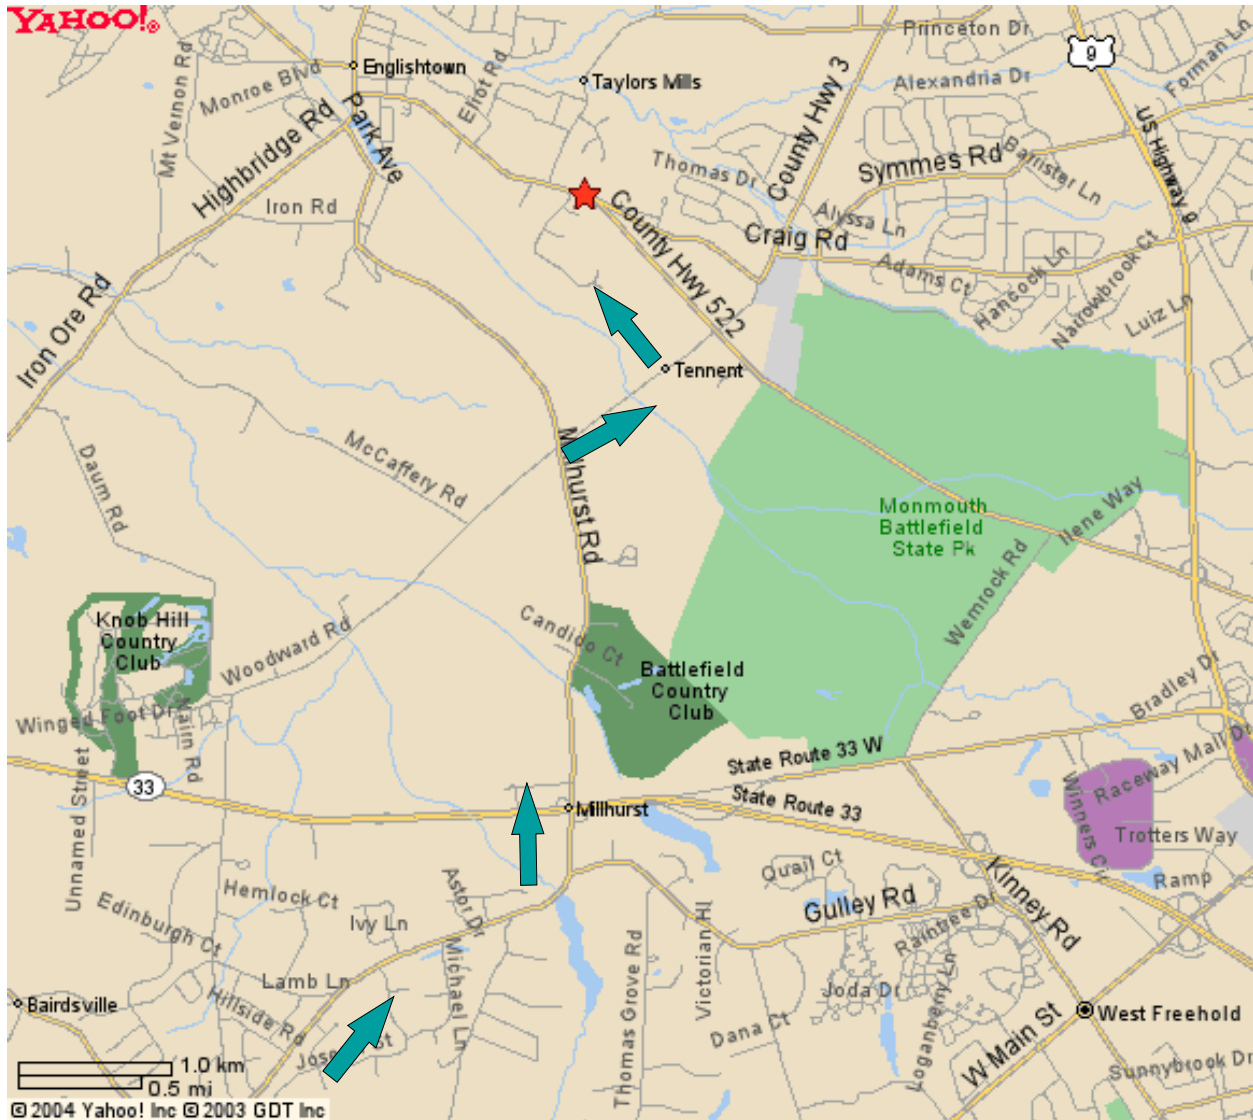 YAHOO!®
Princeton Dr
9
Forman Ln
Mt Vernon Rd
Monroe Blvd
Englishtown
Eliot Rd
Taylors Mills
County Hwy 3
Alexandria Dr
US Highway 9
Park Ave
Highbridge Rd
Thomas Dr
Symmes Rd
Barrister Ln
Iron Rd
County Hwy 522
Alyssa Ln
Craig Rd
Adams Ct
Hancock Ln
Narrowbrook Ct
Luiz Ln
Iron Ore Rd
Tennent
Daum Rd
McCaffery Rd
Millhurst Rd
Monmouth
Battlefield
State Pk
Ilene Way
Wemrock Rd
Knob Hill
Country
Club
Woodward Rd
Candido Ct
Battlefield
Country
Club
Bradley Dr
Winged Foot Dr
Nairn Rd
Unnamed Street
33
State Route 33 W
State Route 33
Raceway Mall Dr
Winners Cir
Millhurst
Trotters Way
Quail Ct
Kinney Rd
Ramp
Hemlock Ct
Astor Dr
Edinburgh Ct
Ivy Ln
Gulley Rd
Raintree Dr
Victorian Hl
Michael Ln
Thomas Grove Rd
Lamb Ln
Joda Dr
Loganberry Ln
Bairdsville
Hillside Rd
Dana Ct
West Freehold
W Main St
St
1.0 km
0.5 mi
Sunnybrook Dr
© 2004 Yahoo! Inc © 2003 GDT Inc